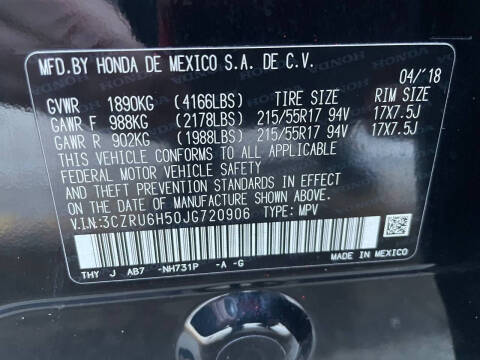 MFD.BY HONDA DE MEXICO S.A. DE C.V.
04/'18
GVWR 1890KG (4166LBS) TIRE SIZE RIM SIZE
GAWR F 988KG (2178LBS) 215/55R17 94V 17X7.5J
GAWR R 902KG (1988LBS) 215/55R17 94V 17X7.5J
THIS VEHICLE CONFORMS TO ALL APPLICABLE
FEDERAL MOTOR VEHICLE SAFETY
AND THEFT PREVENTION STANDARDS IN EFFECT
ON THE DATE OF MANUFACTURE SHOWN ABOVE.
V.I.N:3CZRU6H50JG720906 TYPE: MPV
THY J AB7 -NH731P -A -G MADE IN MEXICO